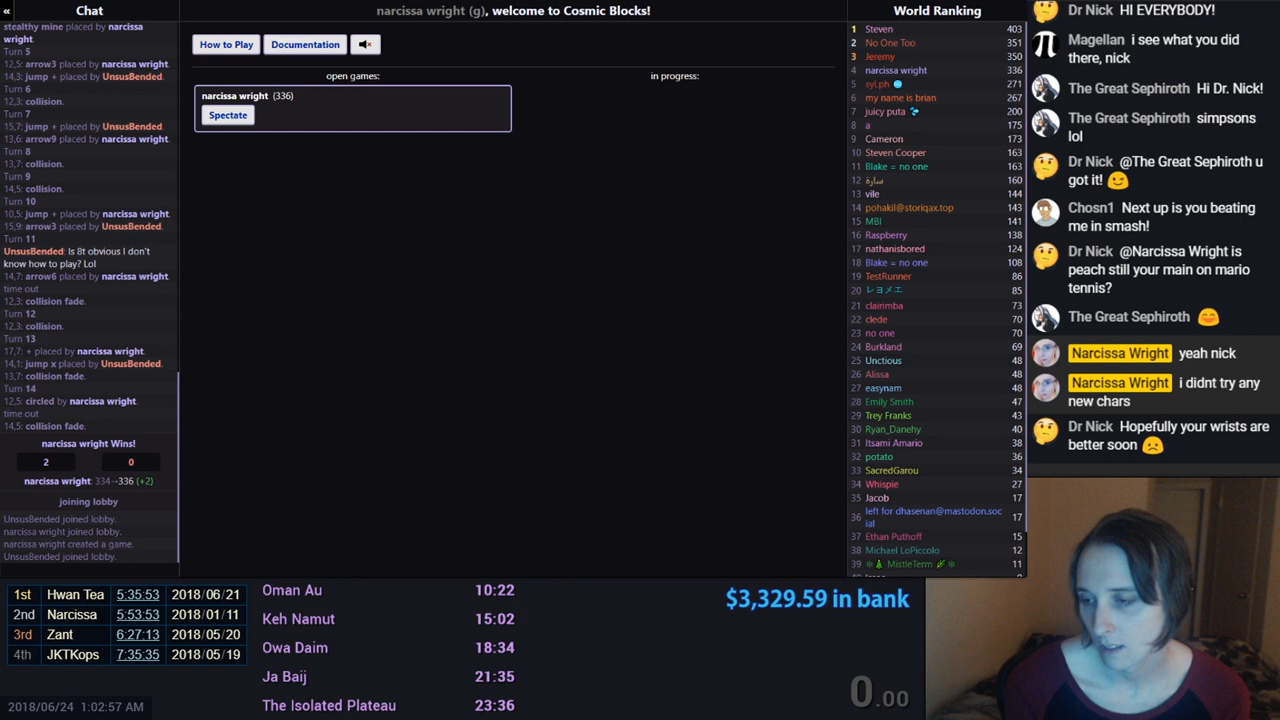 Chat
stealthy mine placed by narcissa
wright.
Turn 5
12,5: arrow3 placed by narcissa wright.
14,3: jump + placed by UnsusBended.
Turn 6
12,3: collision.
Turn 7
15,7: jump + placed by UnsusBended.
13,6: arrow9 placed by narcissa wright.
Turn 8
13,7: collision.
Turn 9
14,5: collision.
Turn 10
10,5: jump + placed by narcissa wright.
15,9: arrow3 placed by UnsusBended.
Turn 11
UnsusBended: Is 8t obvious I don't
know how to play? Lol
14,7: arrow6 placed by narcissa wright.
time out
12,3: collision fade.
Turn 12
12,3: collision.
Turn 13
17,7: + placed by narcissa wright.
14,1: jump x placed by UnsusBended.
13,7: collision fade.
Turn 14
12,5: circled by narcissa wright.
time out
14,5: collision fade.
narcissa wright Wins!
2 0
narcissa wright: 334→336 (+2)
joining lobby
UnsusBended joined lobby.
narcissa wright joined lobby.
narcissa wright created a game.
UnsusBended joined lobby.
«
narcissa wright (g), welcome to Cosmic Blocks!
How to Play Documentation
open games: in progress:
narcissa wright (336)
Spectate
World Ranking
1 Steven 403
2 No One Too 351
3 Jeremy 350
4 narcissa wright 336
5 syl.ph 271
6 my name is brian 267
7 juicy puta 200
8 a 175
9 Cameron 173
10 Steven Cooper 163
11 Blake = no one 163
12 سارة 160
13 vile 144
14 pohakil@storiqax.top 143
15 MBI 141
16 Raspberry 138
17 nathanisbored 124
18 Blake = no one 108
19 TestRunner 86
20 レヨメエ 85
21 clairmba 73
22 clede 70
23 no one 70
24 Burkland 69
25 Unctious 48
26 Alissa 48
27 easynam 48
28 Emily Smith 47
29 Trey Franks 43
30 Ryan_Danehy 40
31 Itsami Amario 38
32 potato 36
33 SacredGarou 34
34 Whispie 27
35 Jacob 17
36 left for dhasenan@mastodon.soc
ial 17
37 Ethan Puthoff 15
38 Michael LoPiccolo 12
39 MistleTerm 11
Dr Nick HI EVERYBODY!
Magellan i see what you did
there, nick
The Great Sephiroth Hi Dr. Nick!
The Great Sephiroth simpsons
lol
Dr Nick @The Great Sephiroth u
got it!
Chosn1 Next up is you beating
me in smash!
Dr Nick @Narcissa Wright is
peach still your main on mario
tennis?
The Great Sephiroth
Narcissa Wright yeah nick
Narcissa Wright i didnt try any
new chars
Dr Nick Hopefully your wrists are
better soon
1st Hwan Tea 5:35:53 2018/06/21
2nd Narcissa 5:53:53 2018/01/11
3rd Zant 6:27:13 2018/05/20
4th JKTKops 7:35:35 2018/05/19
2018/06/24 1:02:57 AM
Oman Au 10:22
Keh Namut 15:02
Owa Daim 18:34
Ja Baij 21:35
The Isolated Plateau 23:36
$3,329.59 in bank
0.00